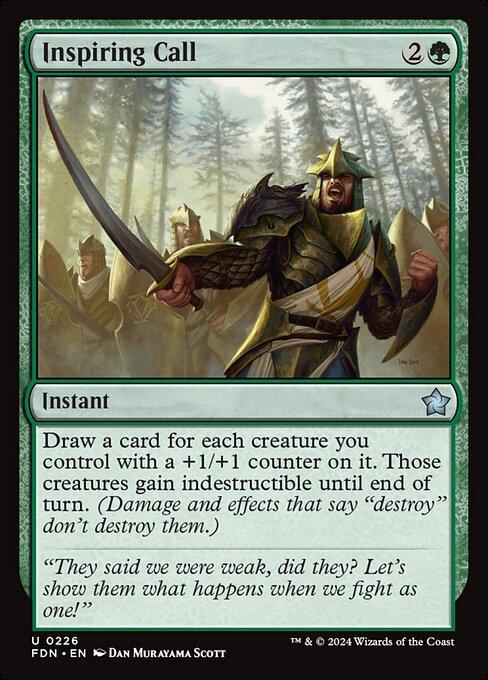 Inspiring Call 2
Dan Scott
Instant
Draw a card for each creature you
control with a +1/+1 counter on it. Those
creatures gain indestructible until end of
turn. (Damage and effects that say “destroy”
don’t destroy them.)
“They said we were weak, did they? Let’s
show them what happens when we fight as
one!”
U 0226
FDN • EN Dan Murayama Scott
™ & © 2024 Wizards of the Coast